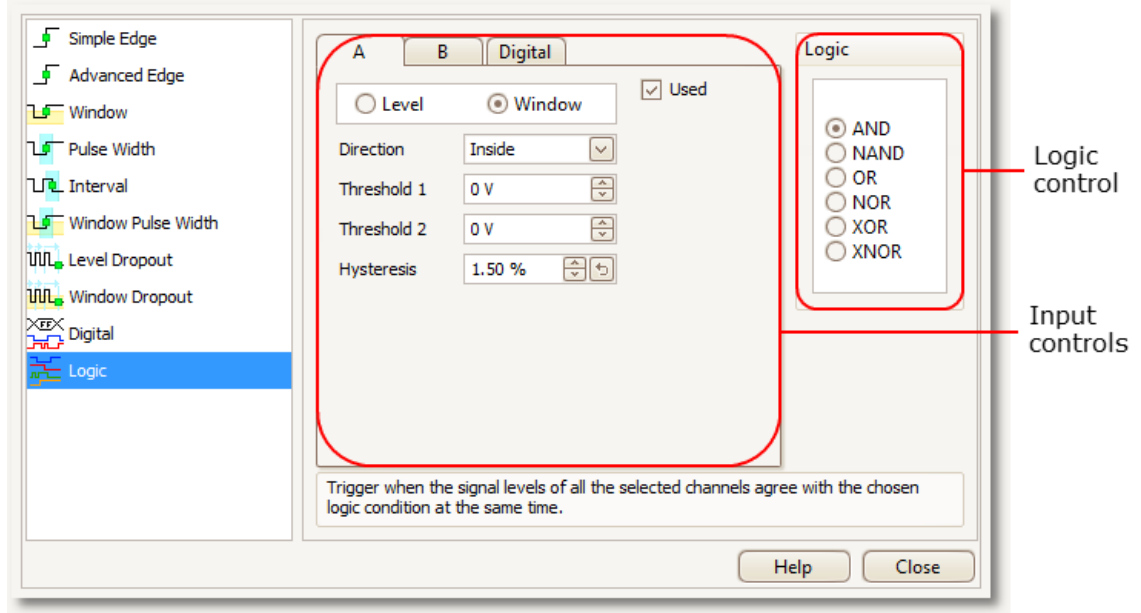 Simple Edge
Advanced Edge
Window
Pulse Width
Interval
Window Pulse Width
Level Dropout
Window Dropout
Digital
Logic
A
B
Digital
Level
Window
Used
Direction
Inside
Threshold 1
0 V
Threshold 2
0 V
Hysteresis
1.50 %
Logic
AND
NAND
OR
NOR
XOR
XNOR
Logic
control
Input
controls
Trigger when the signal levels of all the selected channels agree with the chosen
logic condition at the same time.
Help
Close